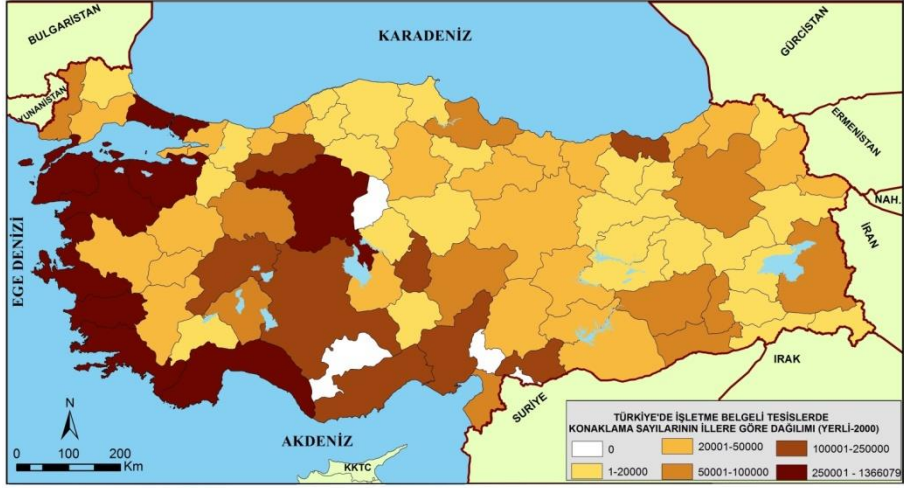 BULGARİSTAN
KARADENİZ
GÜRCİSTAN
YUNANİSTAN
ERMENİSTAN
NAH.
İRAN
EGE DENİZİ
IRAK
SURİYE
AKDENİZ
KKTC
N
0 50 100 200
Km
TÜRKİYE'DE İŞLETME BELGELİ TESİSLERDE
KONAKLAMA SAYILARININ İLLERE GÖRE DAĞILIMI (YERLİ-2000)
0 20001-50000 100001-250000
1-20000 50001-100000 250001 - 1366079